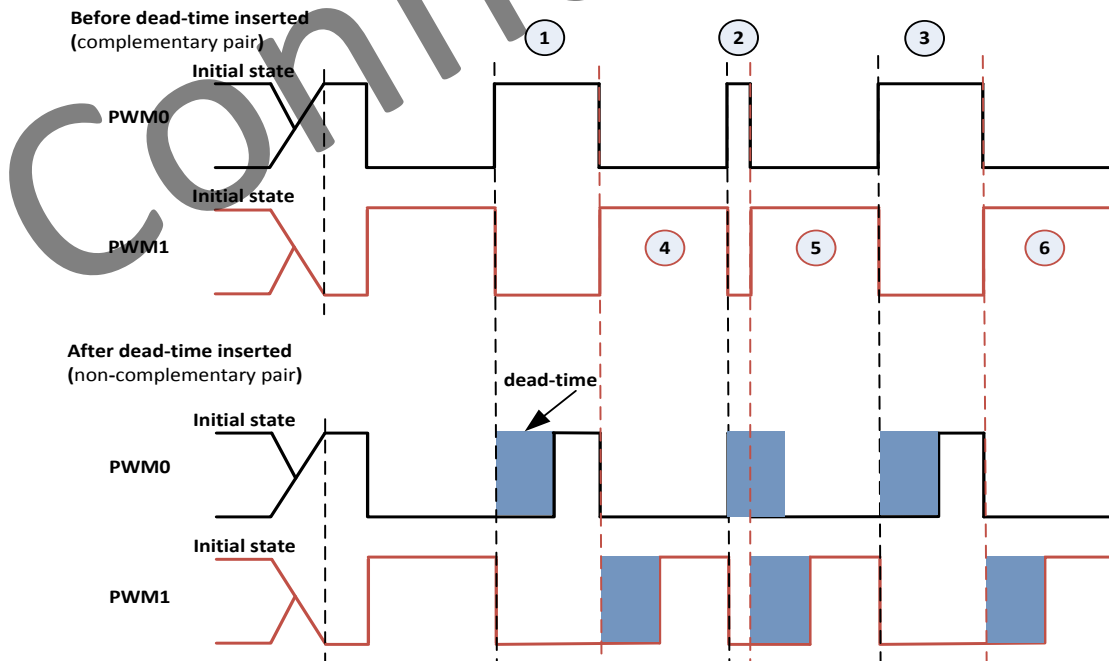 Before dead-time inserted
(complementary pair)
1
2
3
Initial state
PWM0
Initial state
PWM1
4
5
6
After dead-time inserted
(non-complementary pair)
dead-time
Initial state
PWM0
Initial state
PWM1